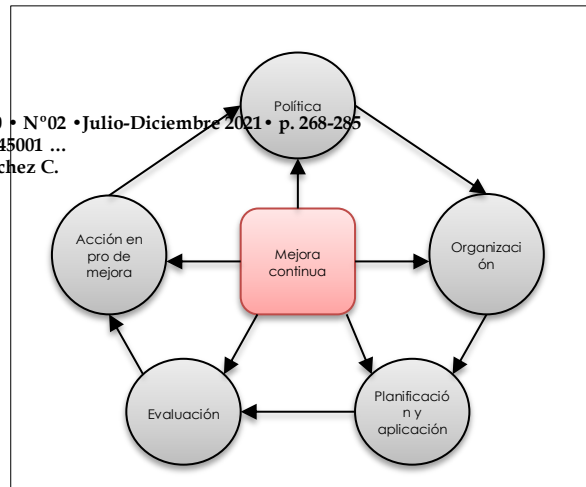 Política
• Nº02 •Julio-Diciembre 2021• p. 268-285
45001 ...
chez C.
Acción en
pro de
mejora
Mejora
continua
Organizaci
ón
Evaluación
Planificació
n y
aplicación